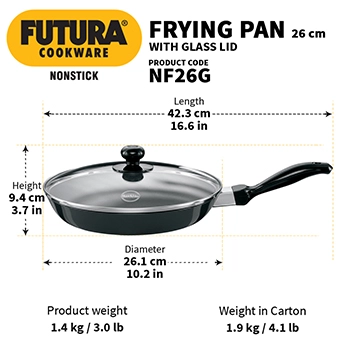 FUTURA®
COOKWARE
NONSTICK
FRYING PAN 26 cm
WITH GLASS LID
PRODUCT CODE
NF26G
Length
42.3 cm
16.6 in
Height
9.4 cm
3.7 in
Diameter
26.1 cm
10.2 in
Product weight
1.4 kg / 3.0 lb
Weight in Carton
1.9 kg / 4.1 lb